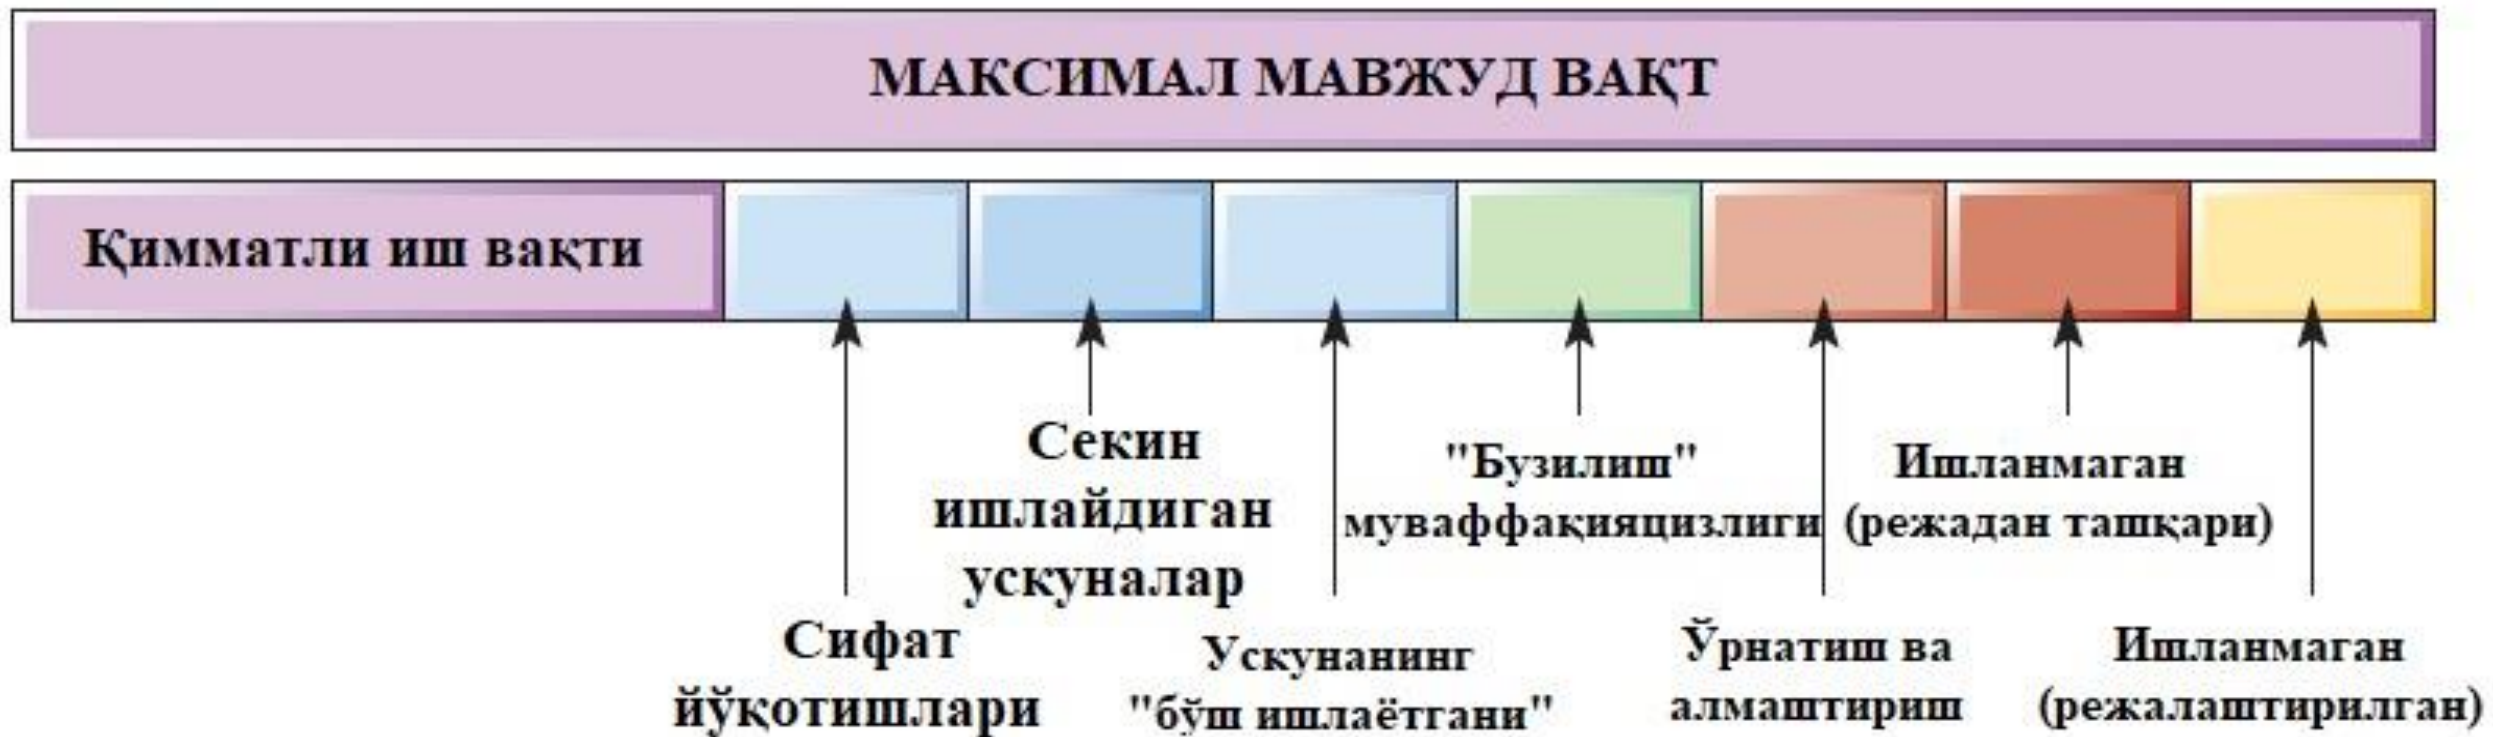 МАКСИМАЛ МАВЖУД ВАҚТ
Қимматли иш вақти
Сифат
йўқотишлари
Секин
ишлайдиган
ускуналар
Ускунанинг
"бўш ишлаётгани"
"Бузилиш"
муваффақияцизлиги
Ўрнатиш ва
алмаштириш
Ишланмаган
(режадан ташқари)
Ишланмаган
(режалаштирилган)